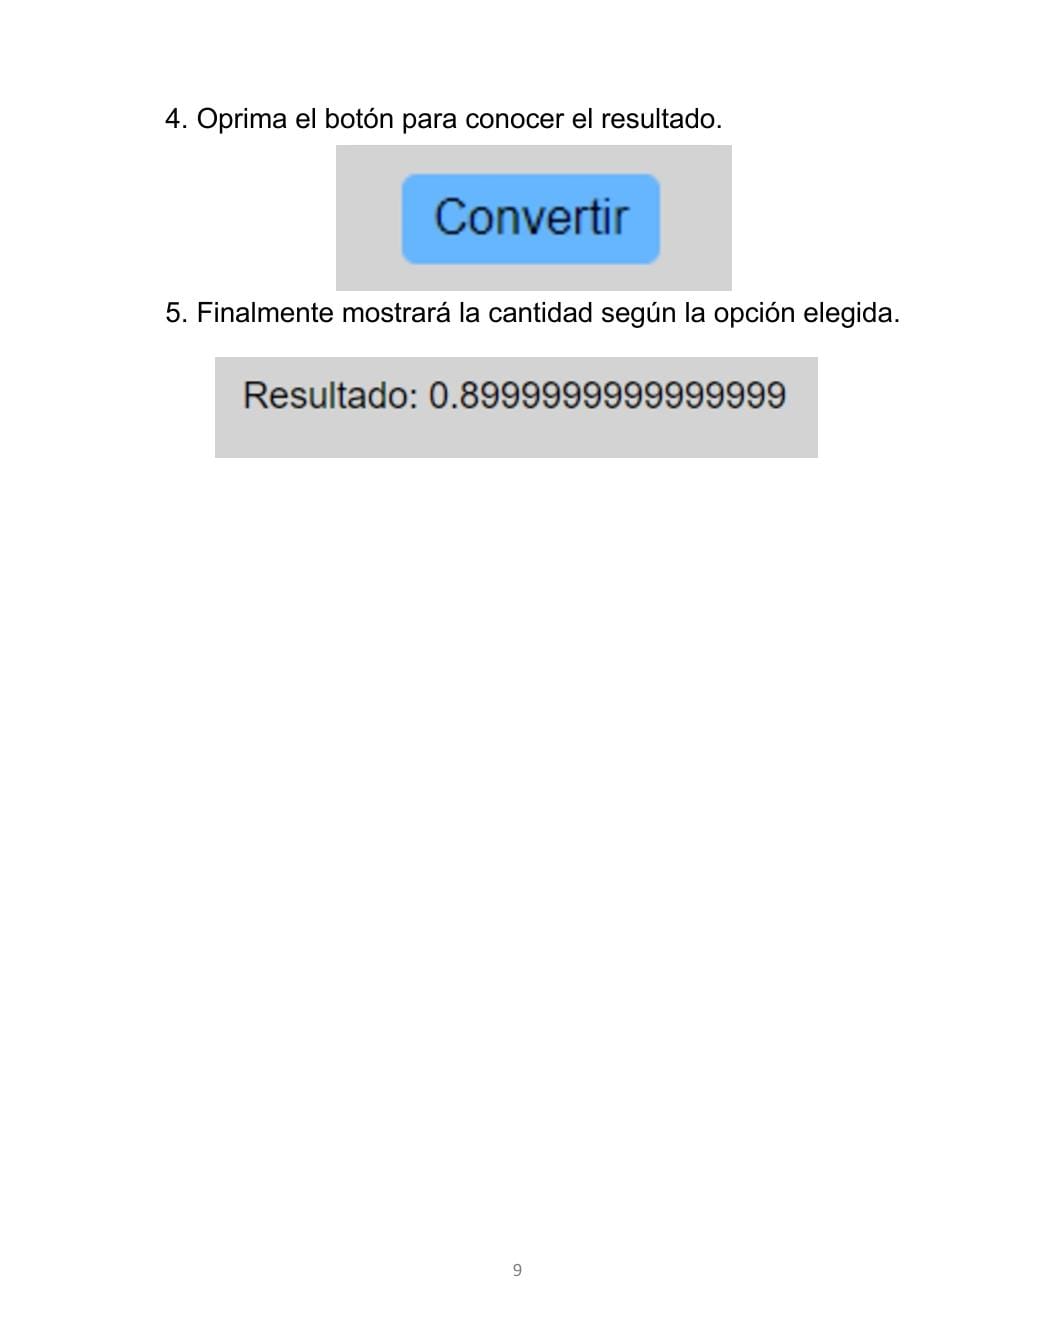 4. Oprima el botón para conocer el resultado.
Convertir
5. Finalmente mostrará la cantidad según la opción elegida.
Resultado: 0.8999999999999999
9